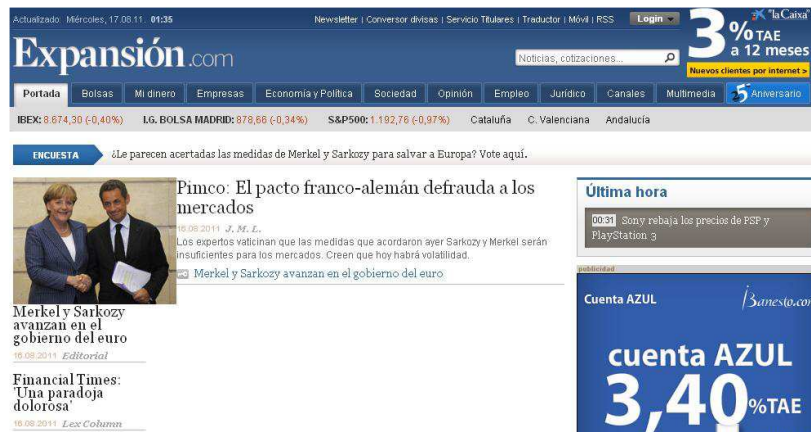 Actualizado: Miércoles, 17.08.11. 01:35
Newsletter | Conversor divisas | Servicio Titulares | Traductor | Móvil | RSS
Login
"la Caixa"
3% TAE
a 12 meses
Nuevos clientes por internet >
Expansión.com
Noticias, cotizaciones...
Portada Bolsas Mi dinero Empresas Economía y Política Sociedad Opinión Empleo Jurídico Canales Multimedia 25 Aniversario
IBEX: 8.674,30 (-0,40%) I.G. BOLSA MADRID: 878,66 (-0,34%) S&P500: 1.192,76 (-0,97%) Cataluña C. Valenciana Andalucía
ENCUESTA ¿Le parecen acertadas las medidas de Merkel y Sarkozy para salvar a Europa? Vote aquí.
Pimco: El pacto franco-alemán defrauda a los
mercados
16.08.2011 J. M. L.
Los expertos vaticinan que las medidas que acordaron ayer Sarkozy y Merkel serán
insuficientes para los mercados. Creen que hoy habrá volatilidad.
Merkel y Sarkozy avanzan en el gobierno del euro
Merkel y Sarkozy
avanzan en el
gobierno del euro
16.08.2011 Editorial
Financial Times:
'Una paradoja
dolorosa'
16.08.2011 Lex Column
Última hora
00:31 Sony rebaja los precios de PSP y
PlayStation 3
publicidad
Cuenta AZUL
iBanesto.com
cuenta AZUL
3,40%TAE